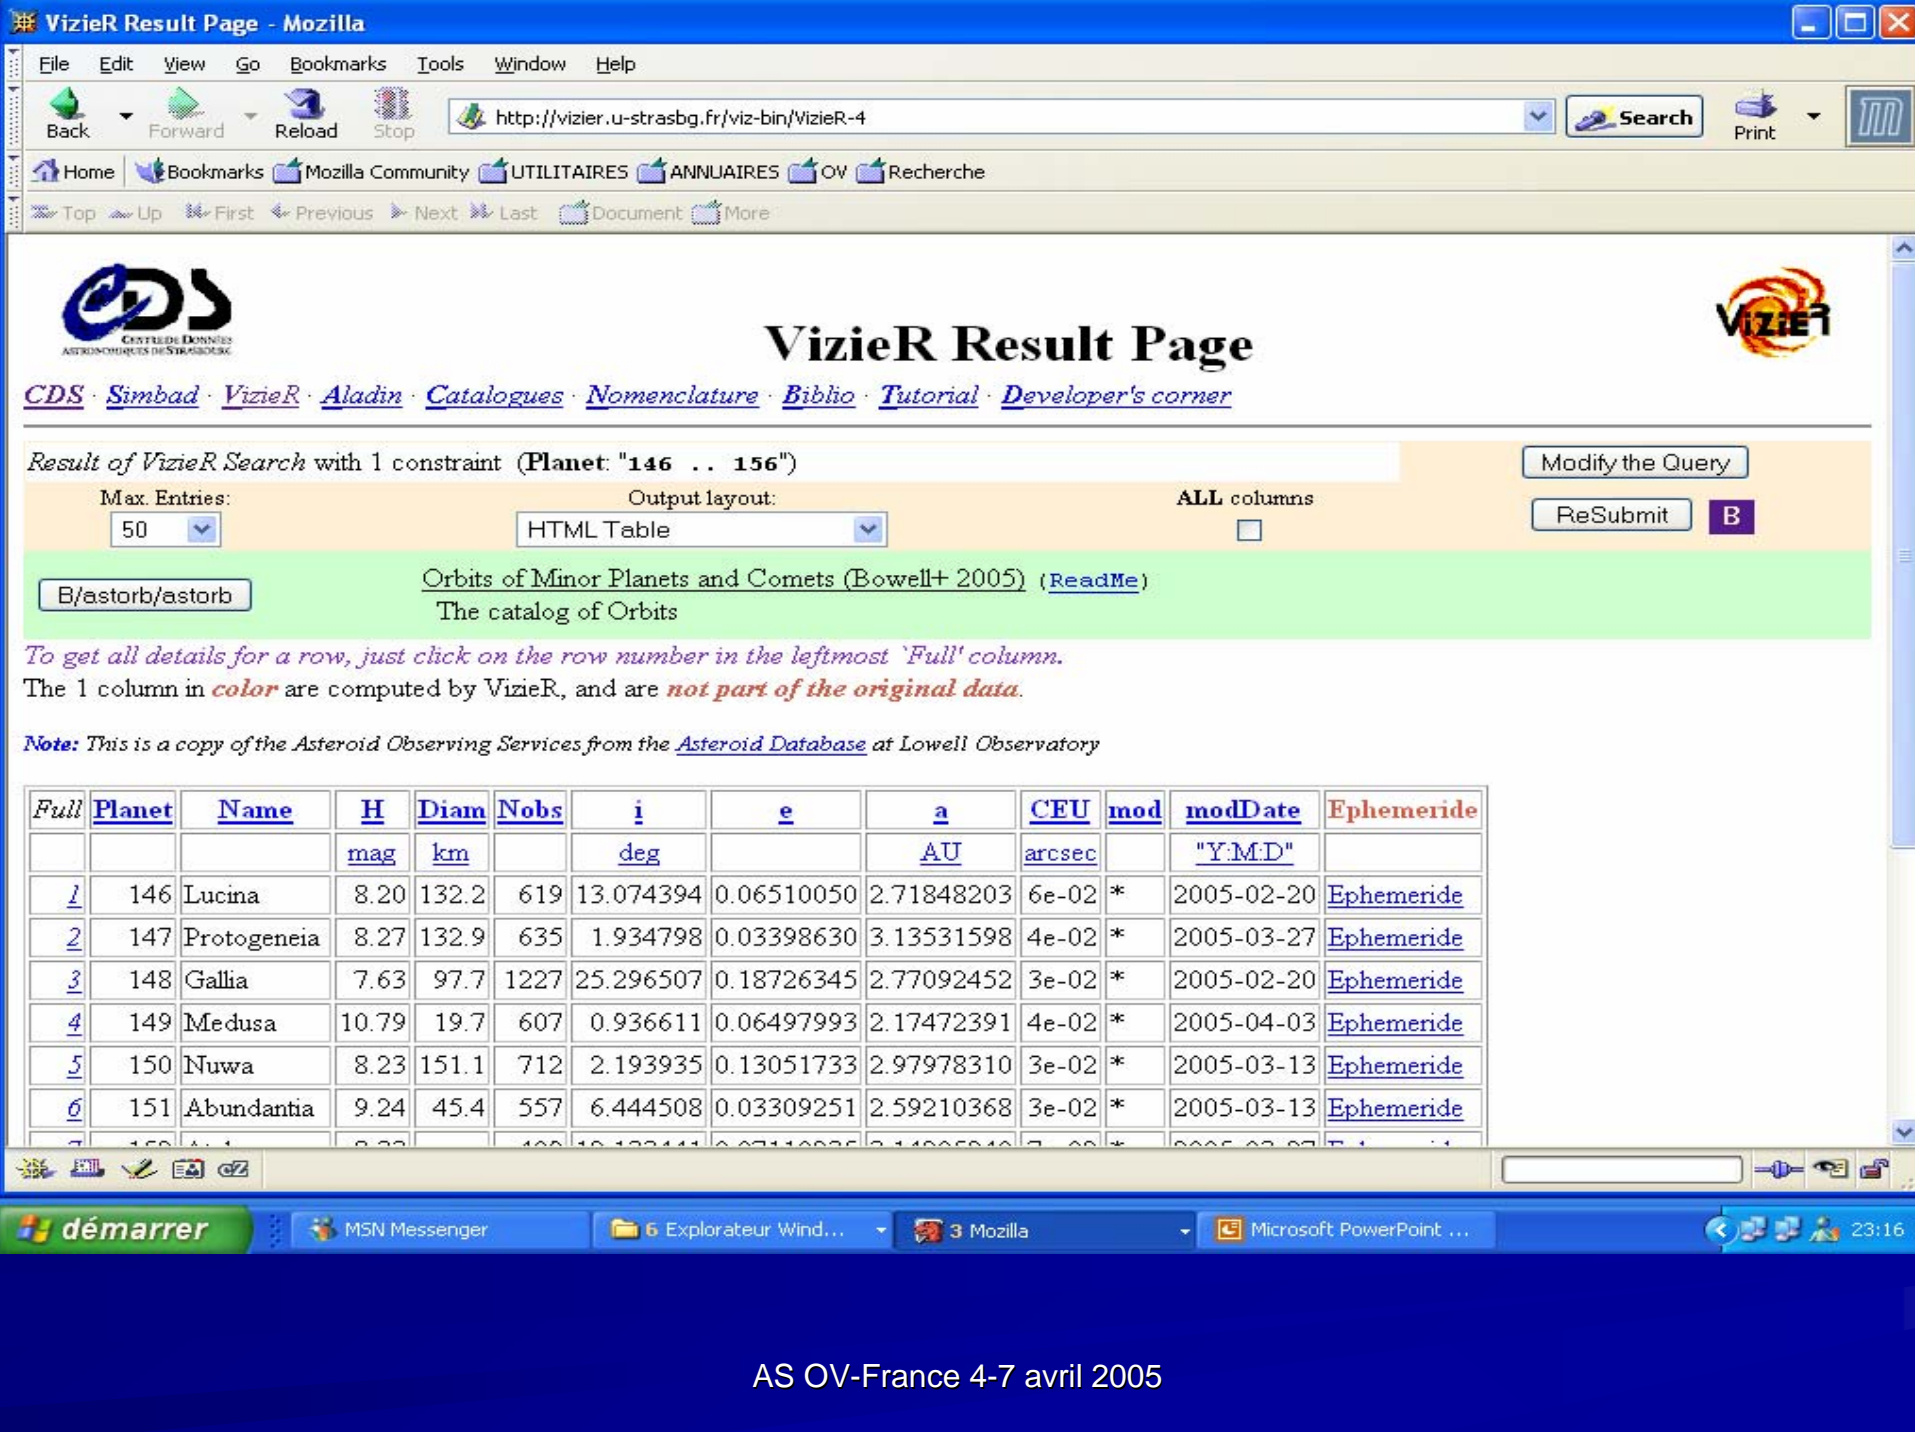 VizieR Result Page - Mozilla
File Edit View Go Bookmarks Tools Window Help
Back Forward Reload Stop http://vizier.u-strasbg.fr/viz-bin/VizieR-4 Search Print
Home Bookmarks Mozilla Community UTILITAIRES ANNUAIRES OV Recherche
Top Up First Previous Next Last Document More
CDS
CENTRE DE DONNÉES
ASTRONOMIQUES DE STRASBOURG
VizieR Result Page
VizieR
CDS · Simbad · VizieR · Aladin · Catalogues · Nomenclature · Biblio · Tutorial · Developer's corner
Result of VizieR Search with 1 constraint (Planet: "146 .. 156") Modify the Query
Max. Entries: Output layout: ALL columns
50 HTML Table ReSubmit B
B/astorb/astorb Orbits of Minor Planets and Comets (Bowell+ 2005) (ReadMe)
The catalog of Orbits
To get all details for a row, just click on the row number in the leftmost `Full' column.
The 1 column in color are computed by VizieR, and are not part of the original data.
Note: This is a copy of the Asteroid Observing Services from the Asteroid Database at Lowell Observatory
Full Planet Name H Diam Nobs i e a CEU mod modDate Ephemeride
mag km deg AU arcsec "Y:M:D"
1 146 Lucina 8.20 132.2 619 13.074394 0.06510050 2.71848203 6e-02 * 2005-02-20 Ephemeride
2 147 Protogeneia 8.27 132.9 635 1.934798 0.03398630 3.13531598 4e-02 * 2005-03-27 Ephemeride
3 148 Gallia 7.63 97.7 1227 25.296507 0.18726345 2.77092452 3e-02 * 2005-02-20 Ephemeride
4 149 Medusa 10.79 19.7 607 0.936611 0.06497993 2.17472391 4e-02 * 2005-04-03 Ephemeride
5 150 Nuwa 8.23 151.1 712 2.193935 0.13051733 2.97978310 3e-02 * 2005-03-13 Ephemeride
6 151 Abundantia 9.24 45.4 557 6.444508 0.03309251 2.59210368 3e-02 * 2005-03-13 Ephemeride
démarrer MSN Messenger 6 Explorateur Wind... 3 Mozilla Microsoft PowerPoint ... 23:16
AS OV-France 4-7 avril 2005